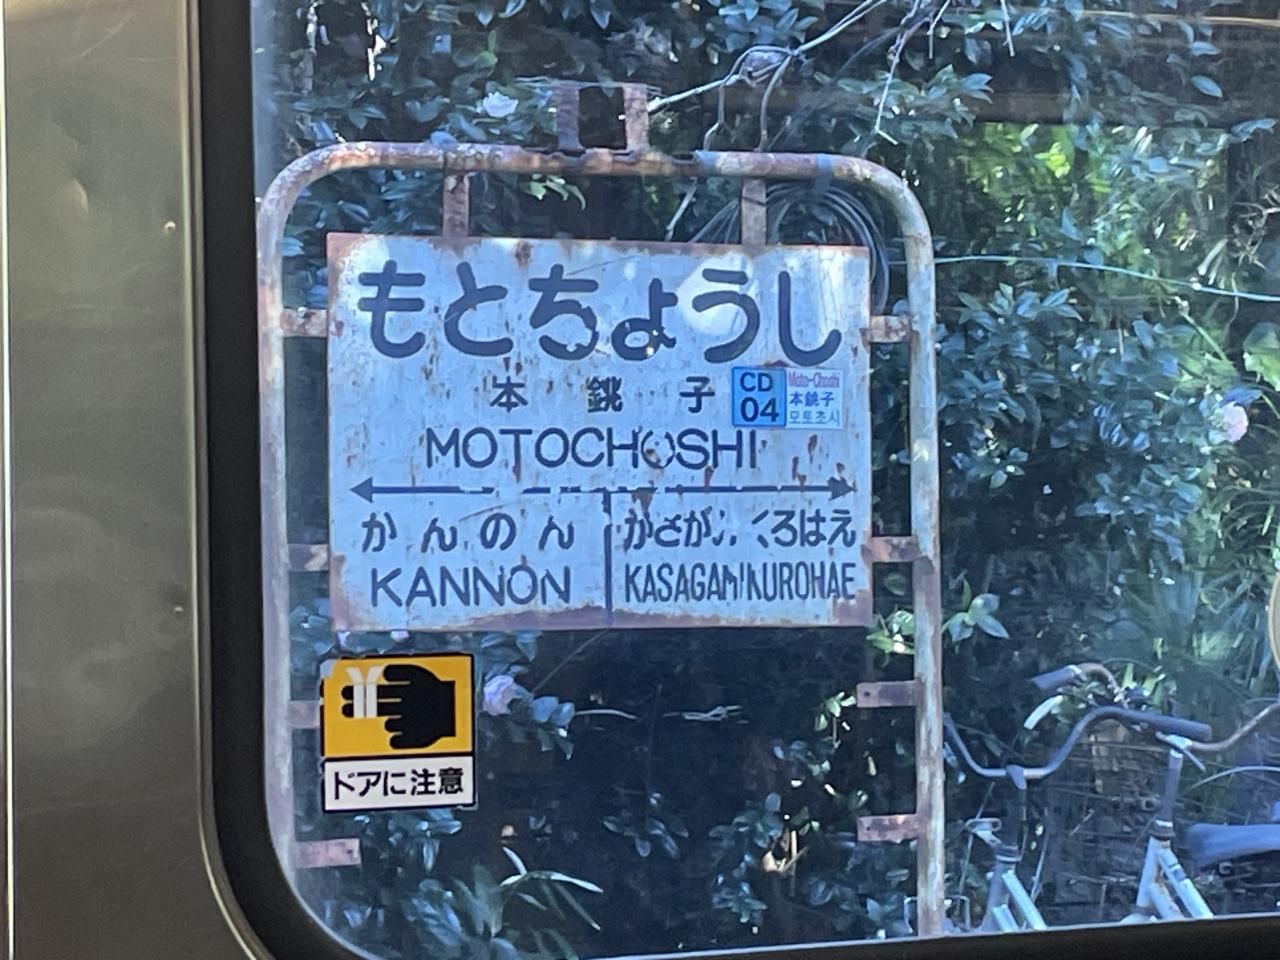 もとちょうし
本銚子
CD
04
Moto-Choshi
本銚子
모토조시
MOTOCHOSHI
かんのん
かさがみくろはえ
KANNON
KASAGAMIKUROHAE
ドアに注意